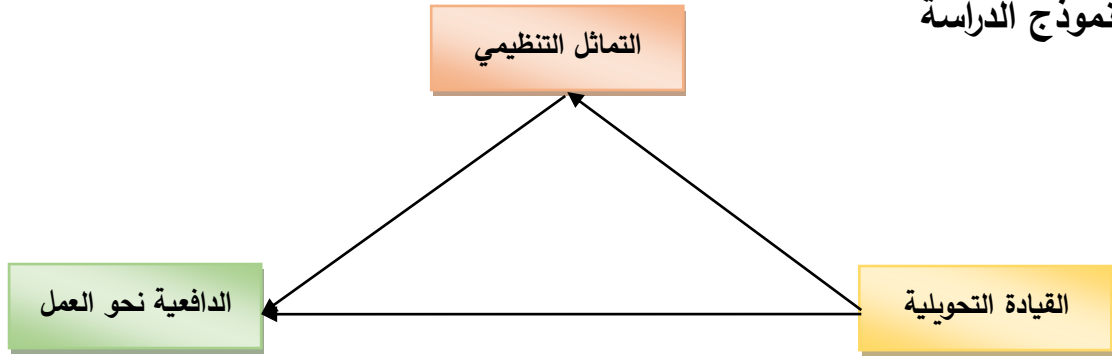 نموذج الدراسة
التماثل التنظيمي
القيادة التحويلية
الدافعية نحو العمل